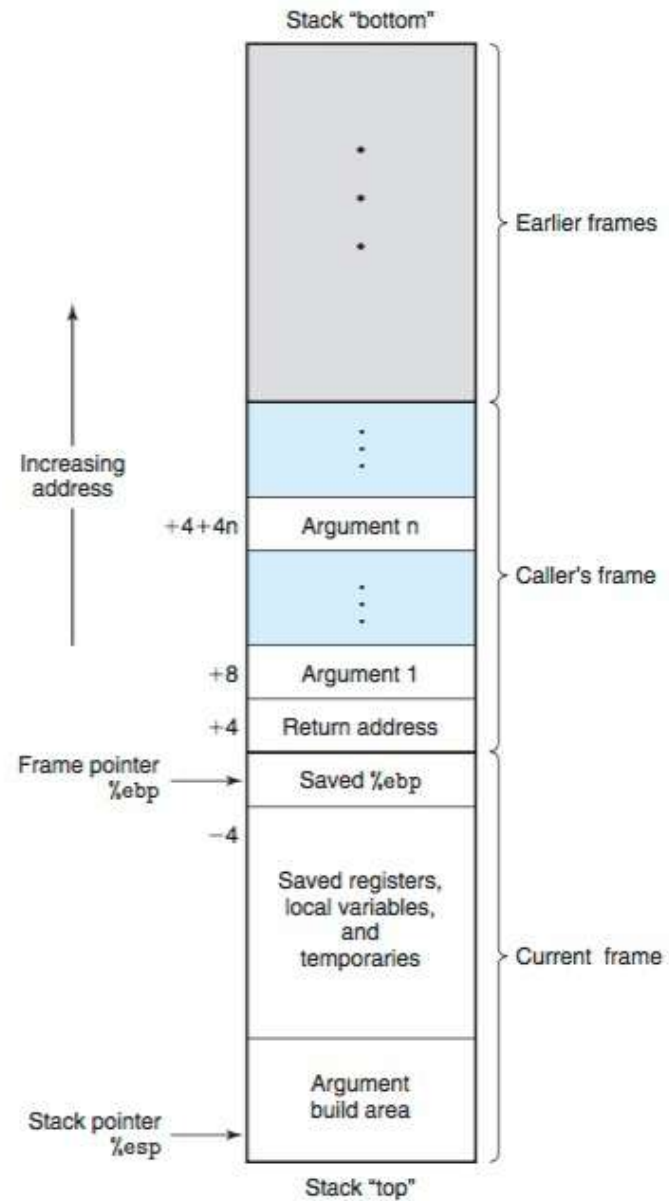 Stack “bottom”
Earlier frames
Increasing
address
+4+4n
Argument n
Caller's frame
+8
Argument 1
+4
Return address
Frame pointer
%ebp
Saved %ebp
−4
Saved registers,
local variables,
and
temporaries
Current frame
Argument
build area
Stack pointer
%esp
Stack “top”